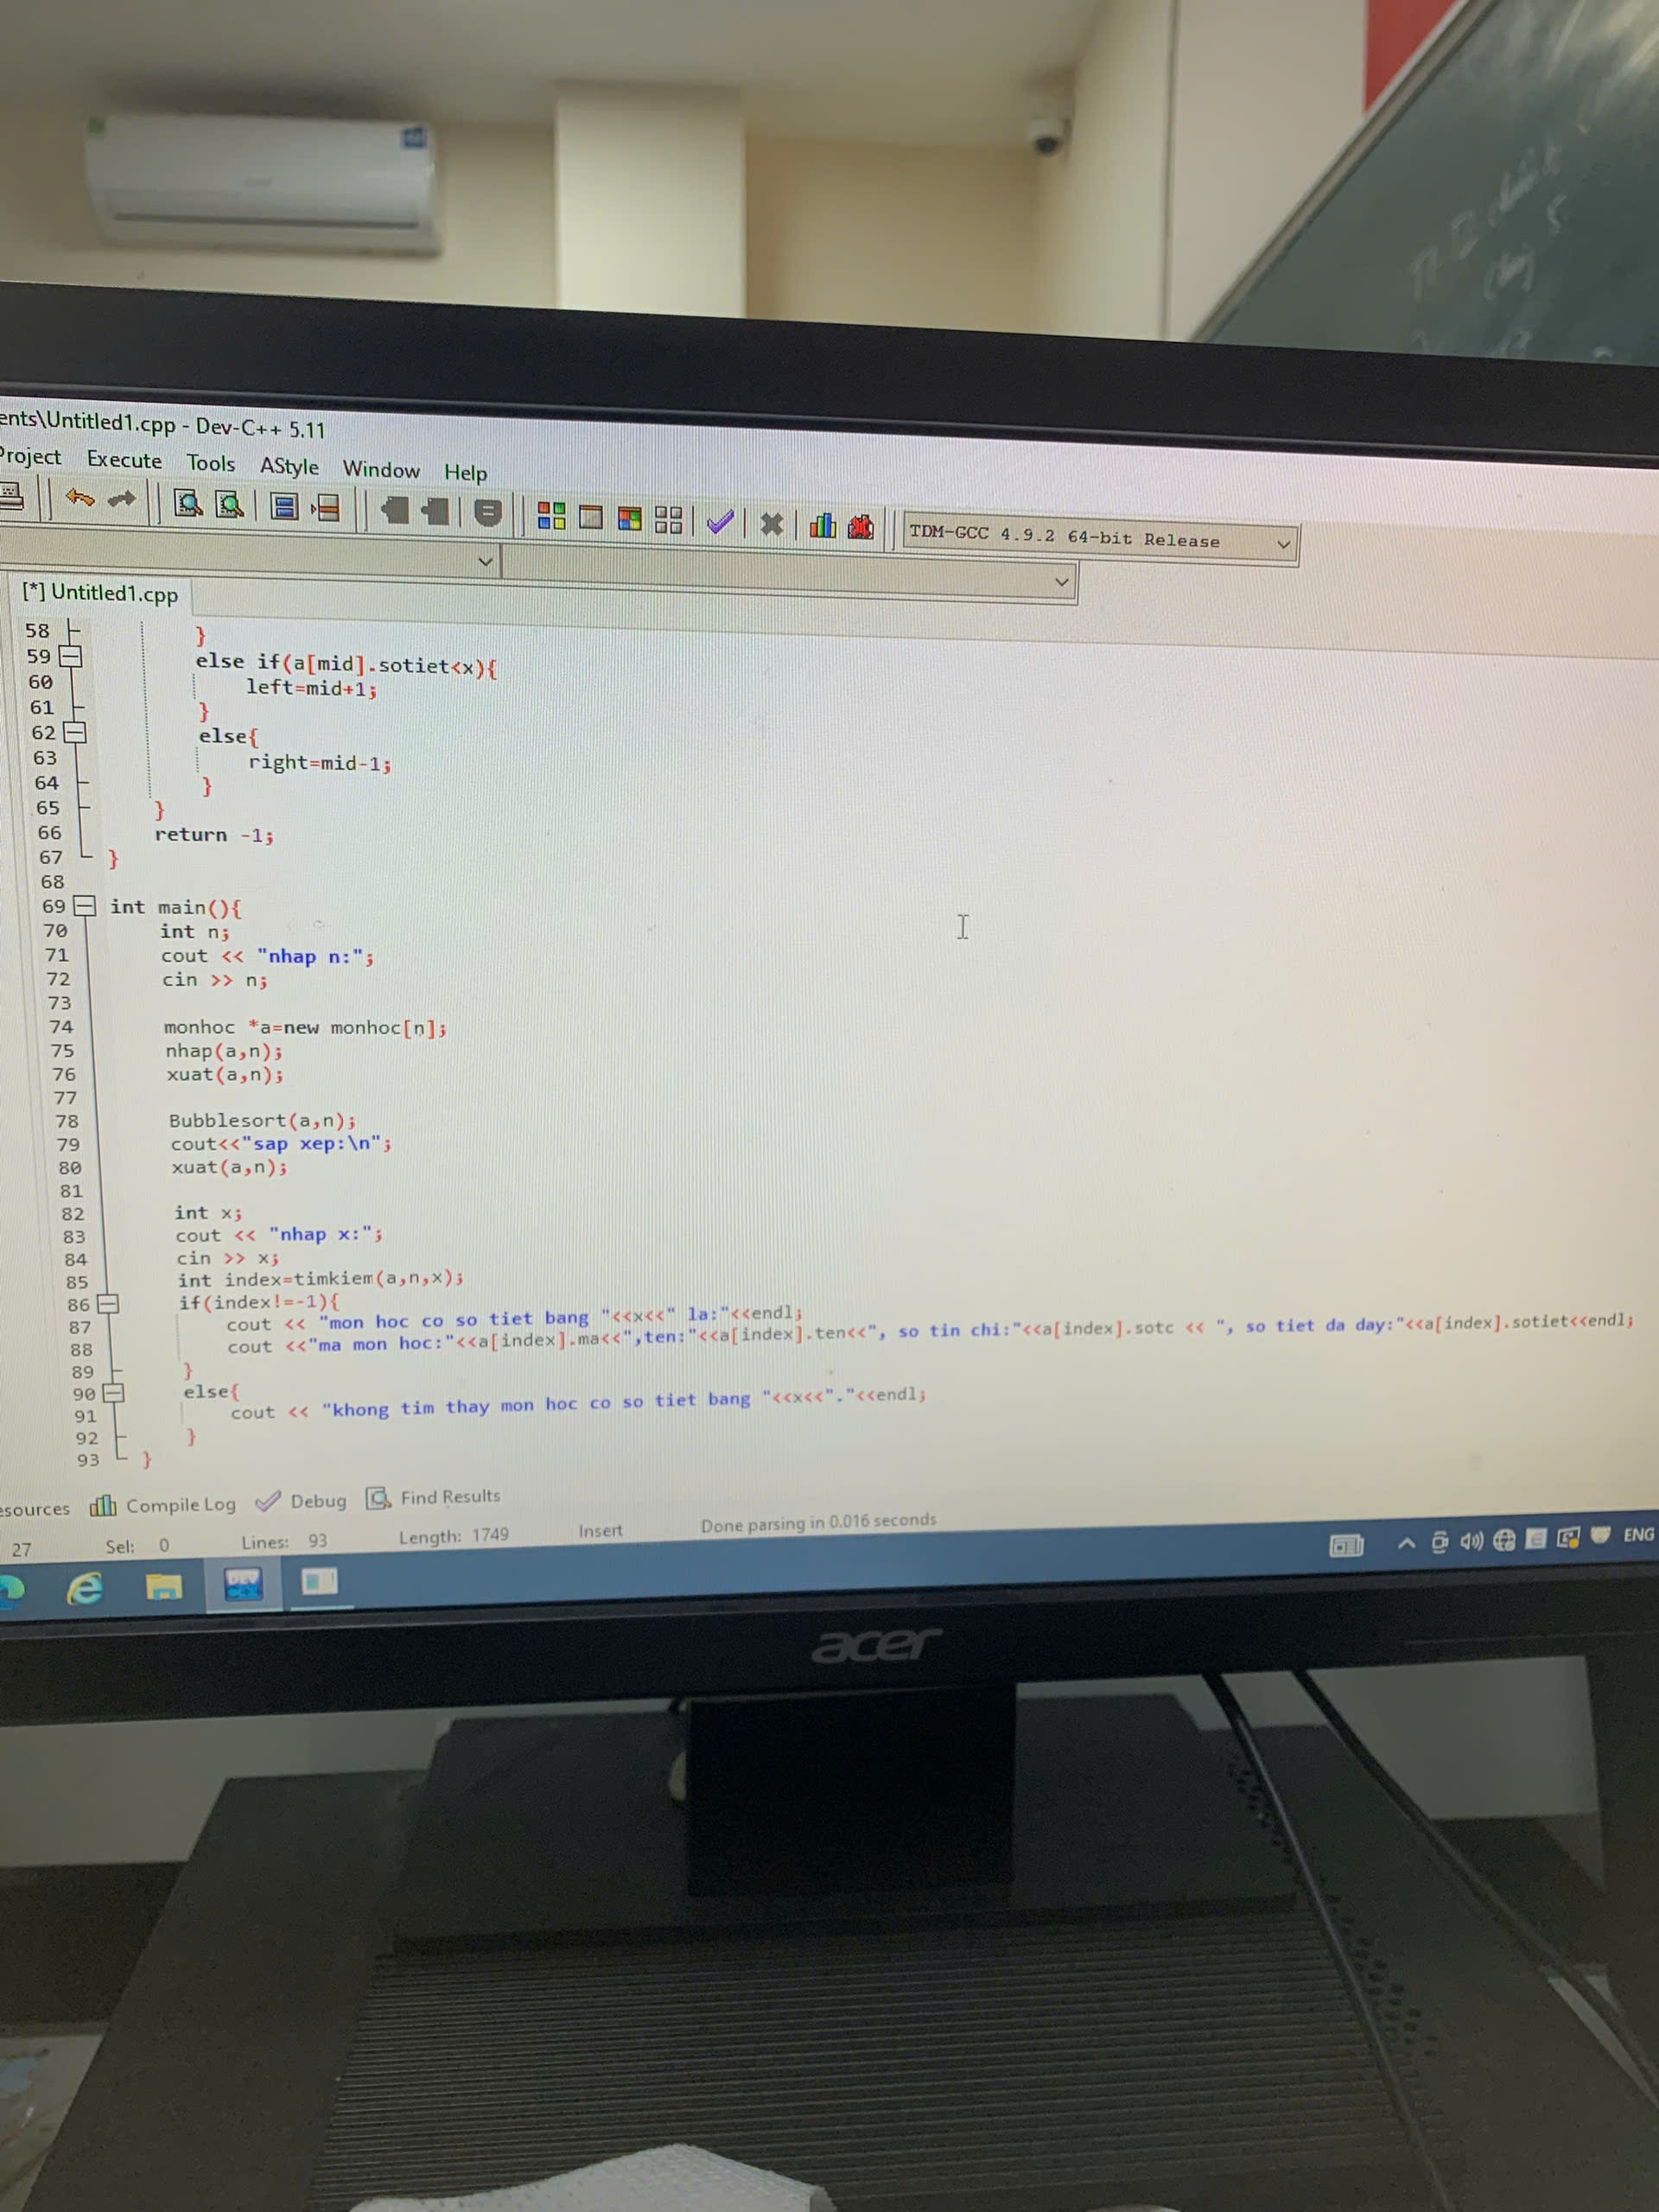 ents\Untitled1.cpp - Dev-C++ 5.11
Project Execute Tools AStyle Window Help
TDM-GCC 4.9.2 64-bit Release
[*] Untitled1.cpp
58 }
59 else if(a[mid].sotiet<x){
60 left=mid+1;
61 }
62 else{
63 right=mid-1;
64 }
65 }
66 return -1;
67 }
68
69 int main(){
70 int n;
71 cout << "nhap n:";
72 cin >> n;
73
74 monhoc *a=new monhoc[n];
75 nhap(a,n);
76 xuat(a,n);
77
78 Bubblesort(a,n);
79 cout<<"sap xep:\n";
80 xuat(a,n);
81
82 int x;
83 cout << "nhap x:";
84 cin >> x;
85 int index=timkiem(a,n,x);
86 if(index!=-1){
87 cout << "mon hoc co so tiet bang "<<x<<" la:"<<endl;
88 cout <<"ma mon hoc:"<<a[index].ma<<",ten:"<<a[index].ten<<", so tin chi:"<<a[index].sotc << ", so tiet da day:"<<a[index].sotiet<<endl;
89 }
90 else{
91 cout << "khong tim thay mon hoc co so tiet bang "<<x<<"."<<endl;
92 }
93 }
esources Compile Log Debug Find Results
27 Sel: 0 Lines: 93 Length: 1749 Insert Done parsing in 0.016 seconds
DEV C++
ENG
acer